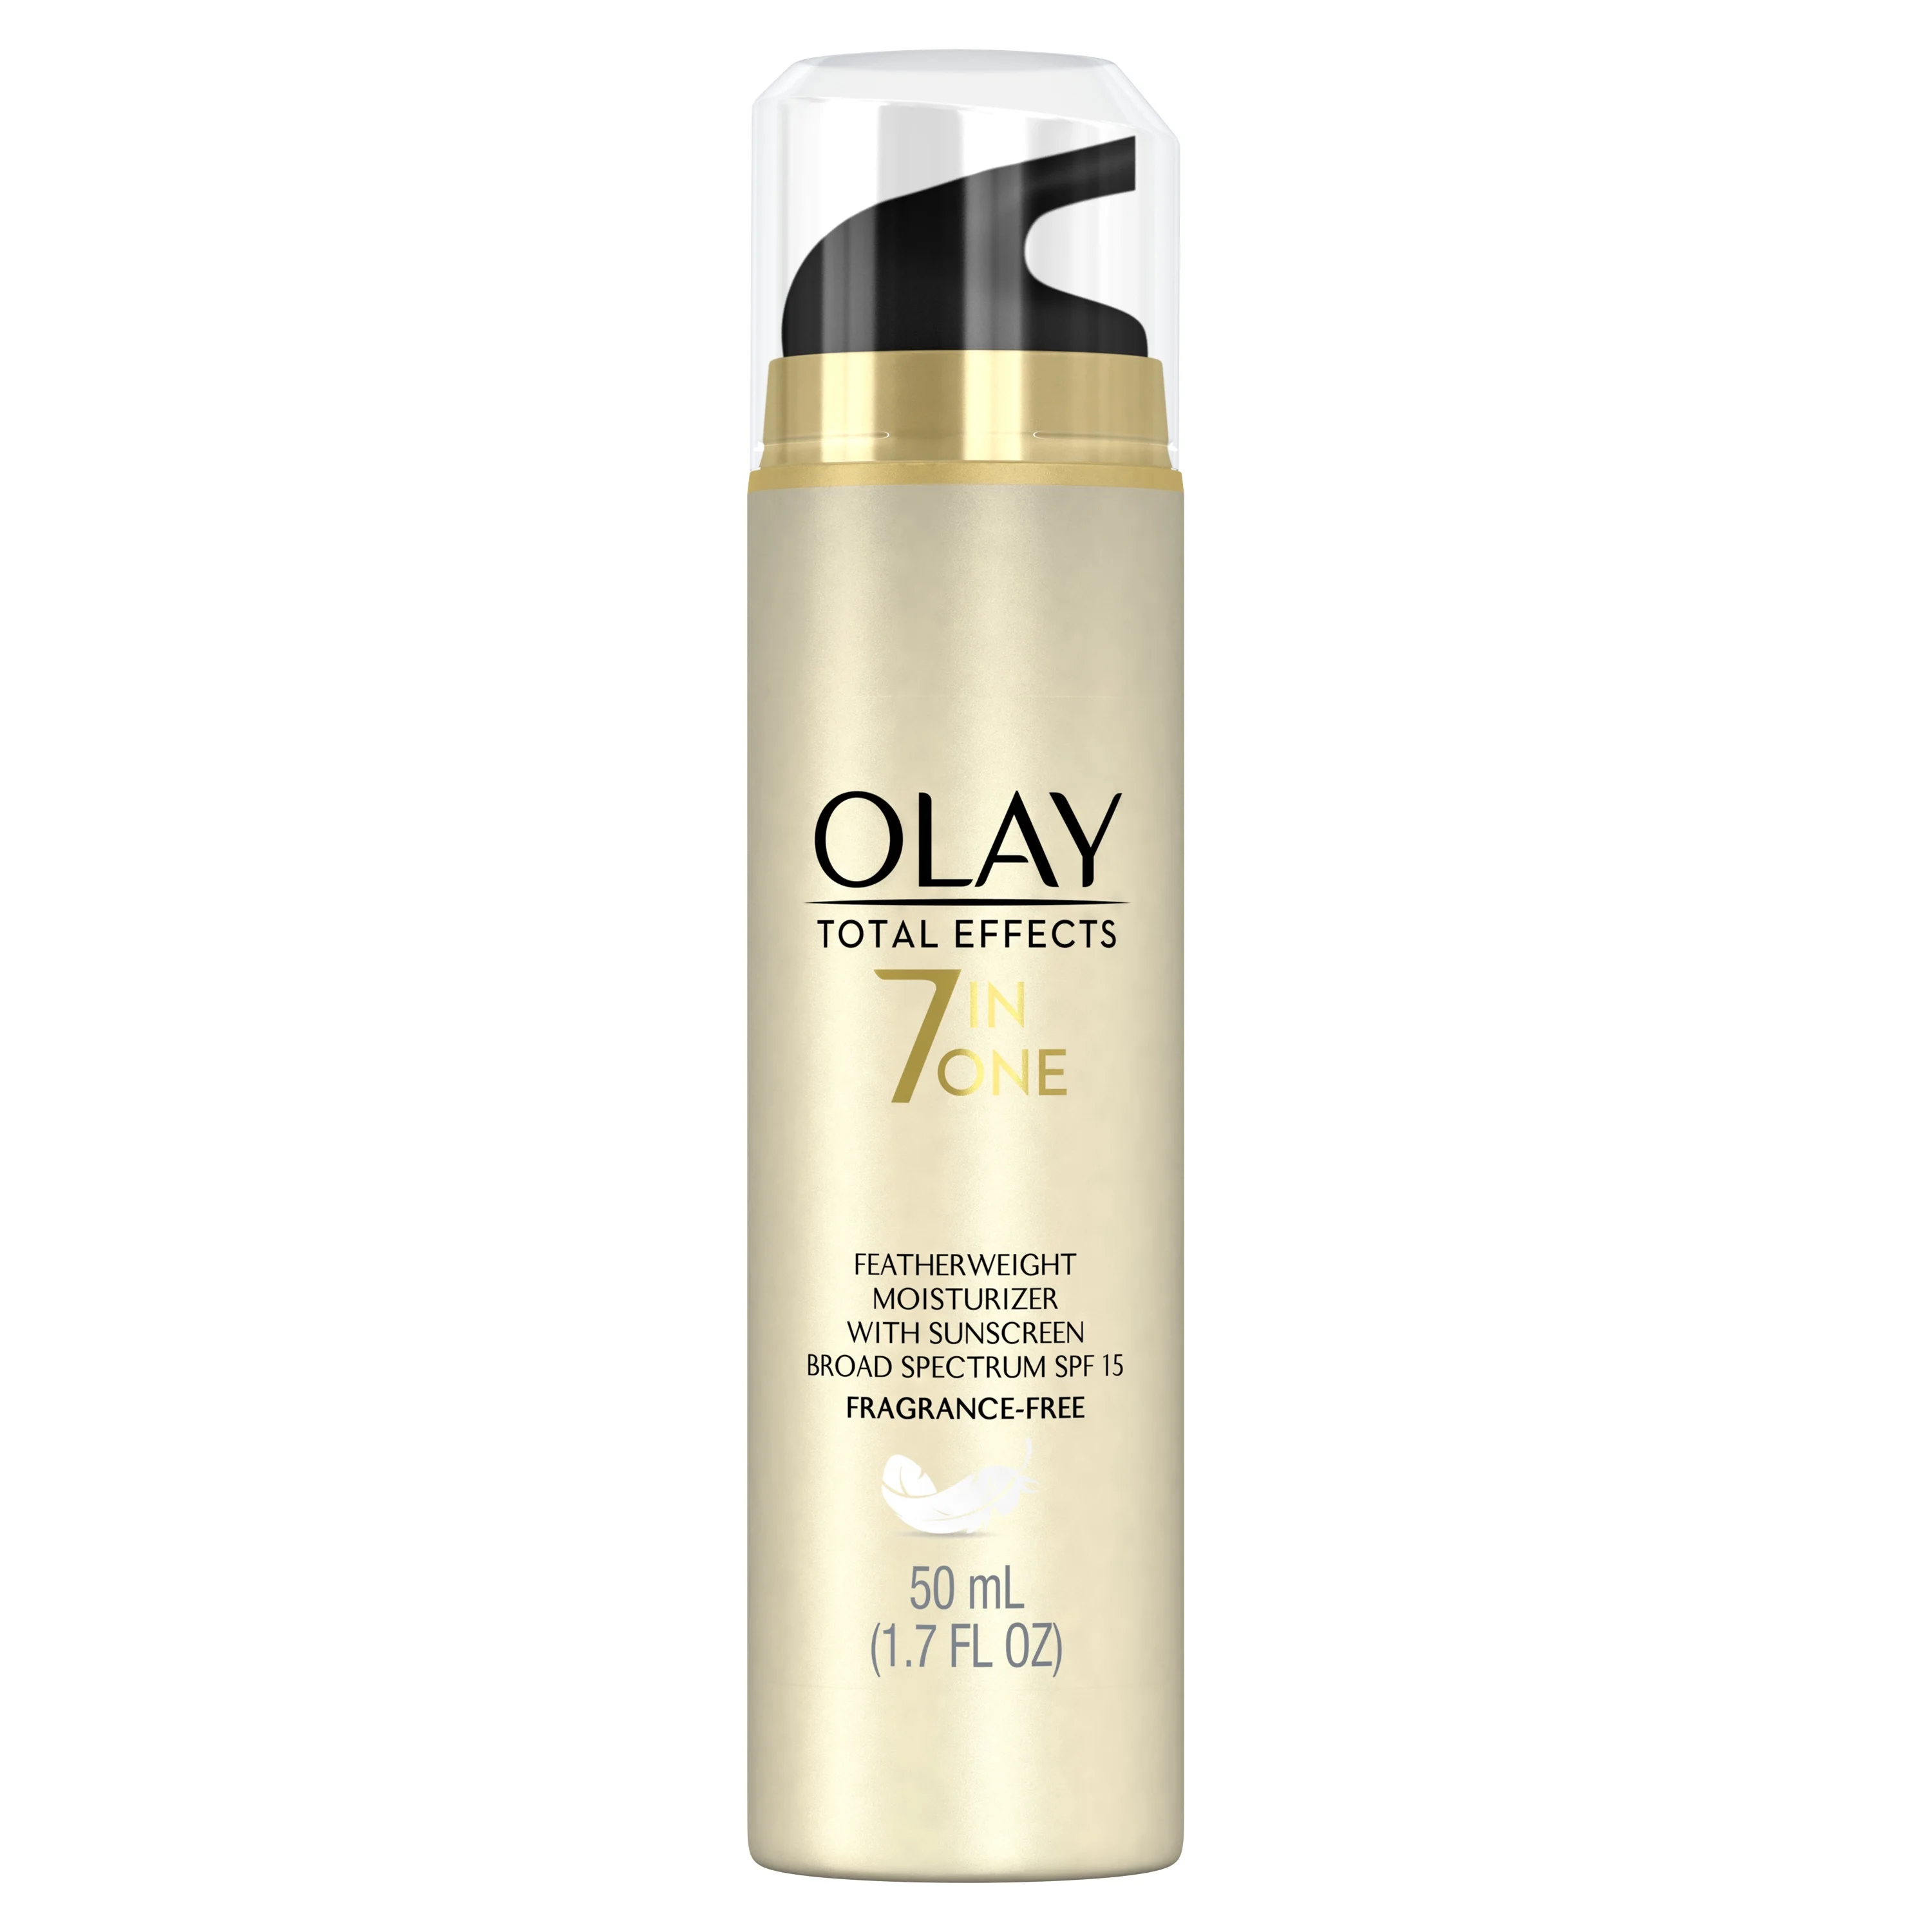 OLAY
TOTAL EFFECTS
7 IN
ONE
FEATHERWEIGHT
MOISTURIZER
WITH SUNSCREEN
BROAD SPECTRUM SPF 15
FRAGRANCE-FREE
50 mL
(1.7 FL OZ)